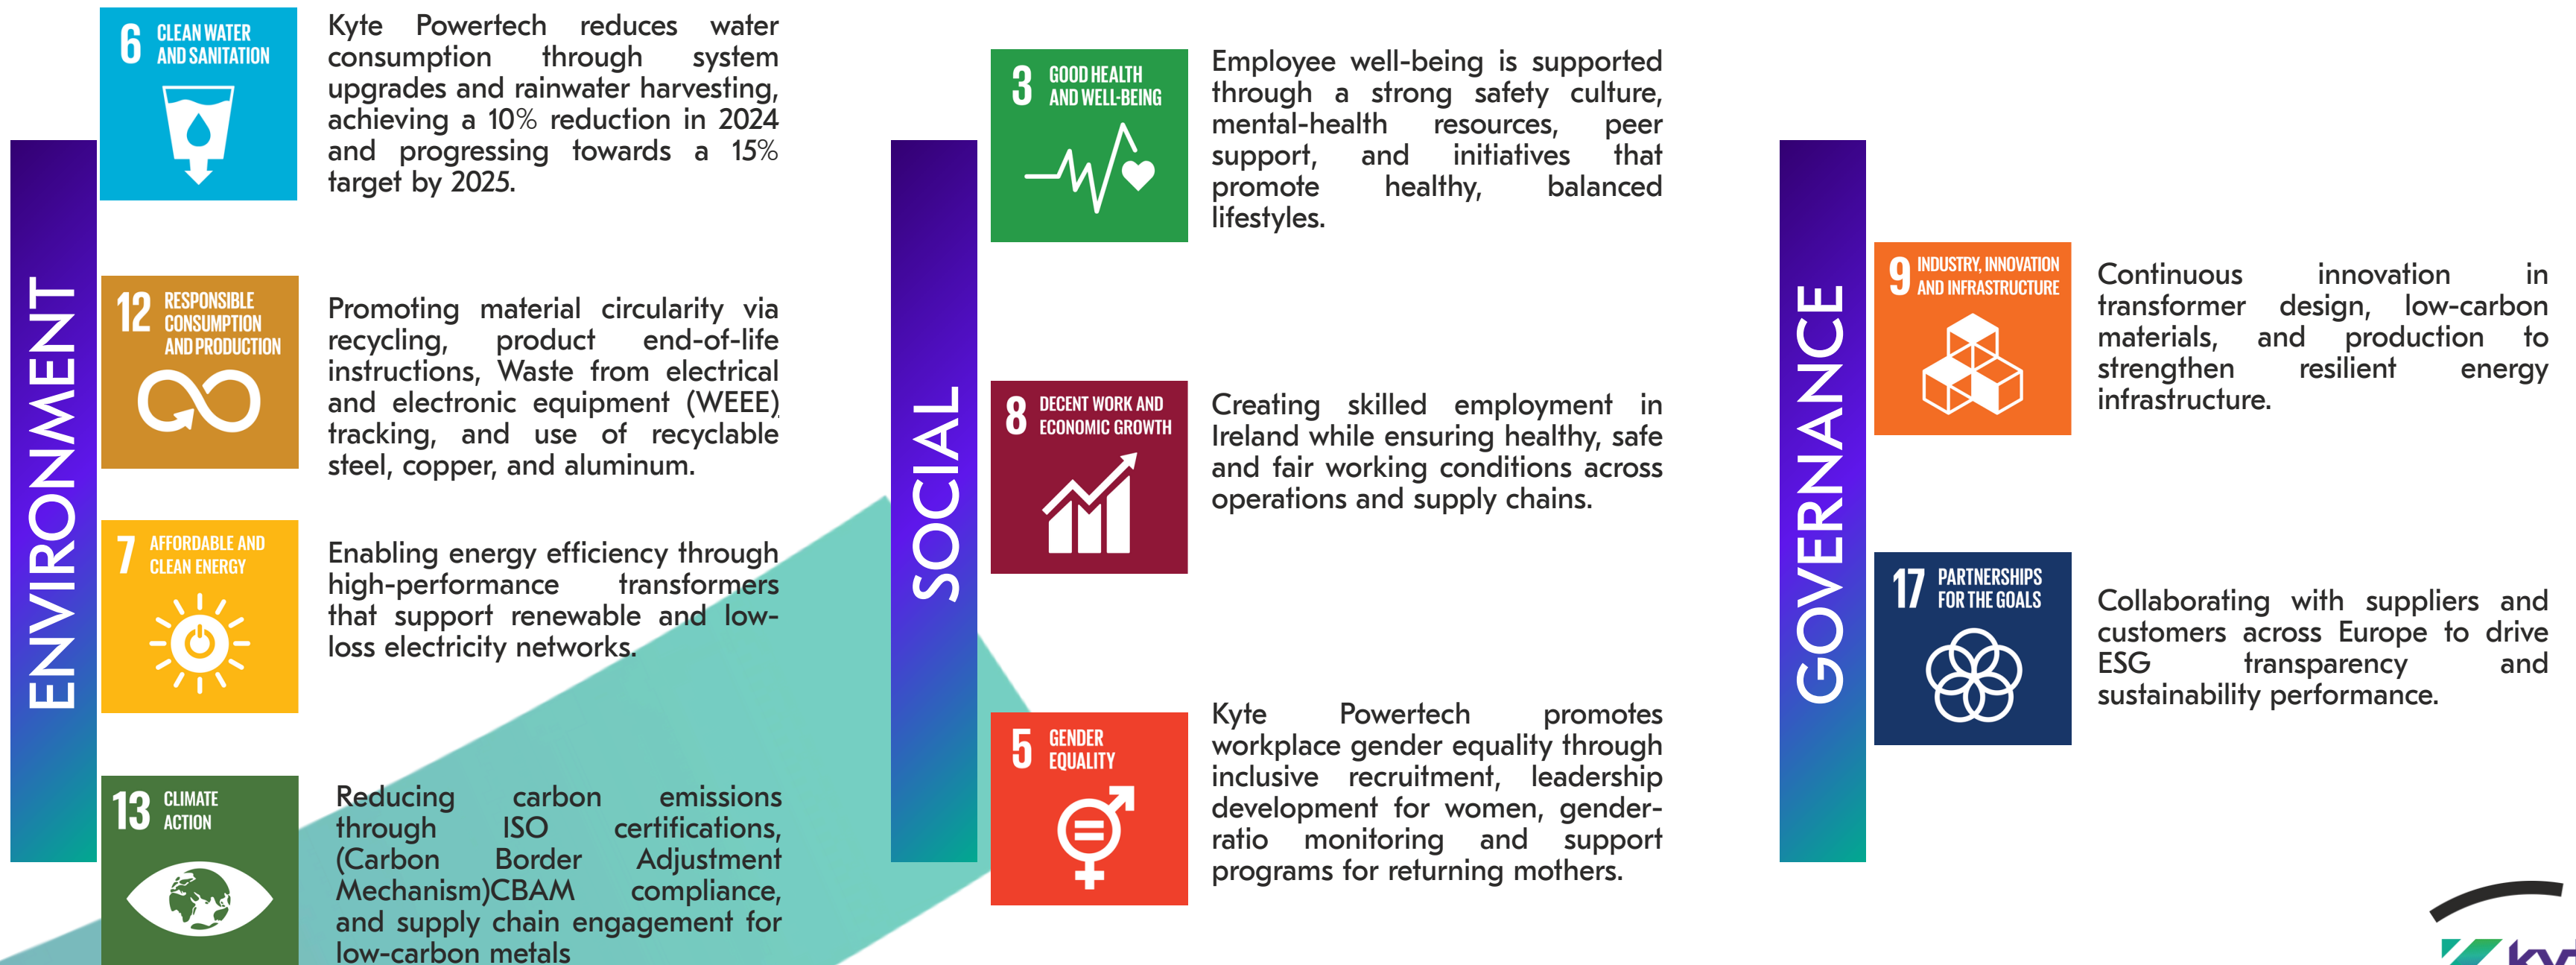 ENVIRONMENT
6 CLEAN WATER
AND SANITATION
Kyte Powertech reduces water
consumption through system
upgrades and rainwater harvesting,
achieving a 10% reduction in 2024
and progressing towards a 15%
target by 2025.
12 RESPONSIBLE
CONSUMPTION
AND PRODUCTION
Promoting material circularity via
recycling, product end-of-life
instructions, Waste from electrical
and electronic equipment (WEEE)
tracking, and use of recyclable
steel, copper, and aluminum.
7 AFFORDABLE AND
CLEAN ENERGY
Enabling energy efficiency through
high-performance transformers
that support renewable and low-
loss electricity networks.
13 CLIMATE
ACTION
Reducing carbon emissions
through ISO certifications,
(Carbon Border Adjustment
Mechanism)CBAM compliance,
and supply chain engagement for
low-carbon metals
SOCIAL
3 GOOD HEALTH
AND WELL-BEING
Employee well-being is supported
through a strong safety culture,
mental-health resources, peer
support, and initiatives that
promote healthy, balanced
lifestyles.
8 DECENT WORK AND
ECONOMIC GROWTH
Creating skilled employment in
Ireland while ensuring healthy, safe
and fair working conditions across
operations and supply chains.
5 GENDER
EQUALITY
Kyte Powertech promotes
workplace gender equality through
inclusive recruitment, leadership
development for women, gender-
ratio monitoring and support
programs for returning mothers.
GOVERNANCE
9 INDUSTRY, INNOVATION
AND INFRASTRUCTURE
Continuous innovation in
transformer design, low-carbon
materials, and production to
strengthen resilient energy
infrastructure.
17 PARTNERSHIPS
FOR THE GOALS
Collaborating with suppliers and
customers across Europe to drive
ESG transparency and
sustainability performance.